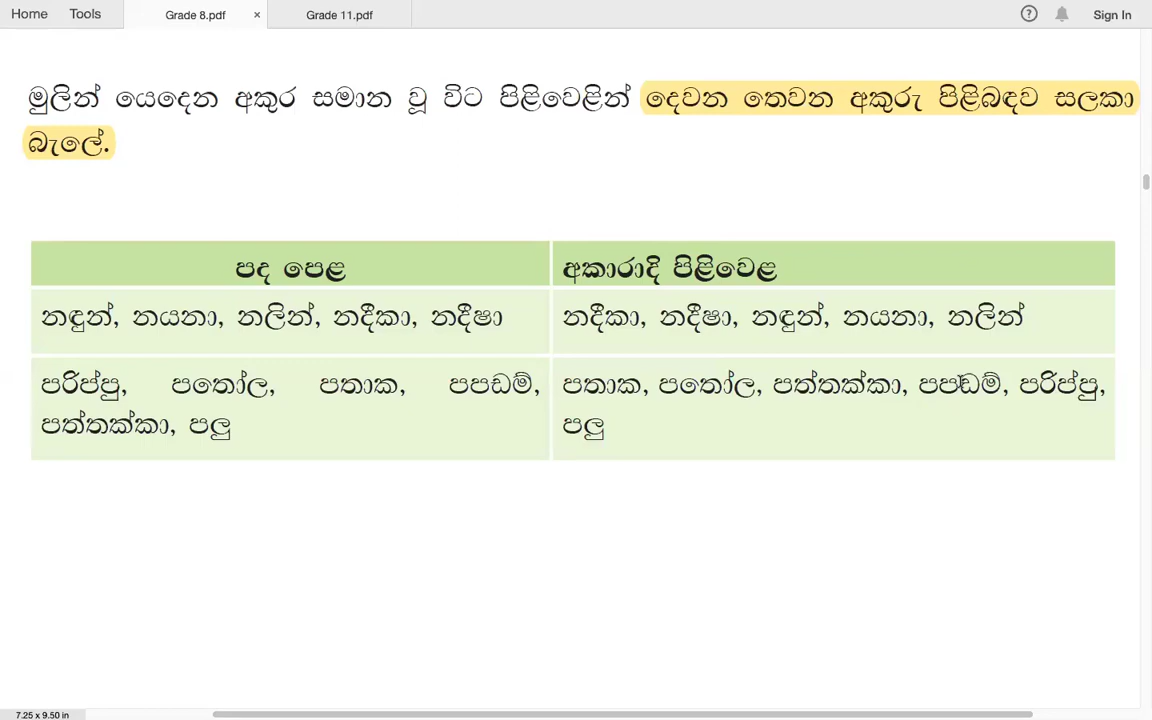 Home Tools Grade 8.pdf × Grade 11.pdf ? Sign In
මුලින් යෙදෙන අකුර සමාන වූ විට පිළිවෙළින් දෙවන තෙවන අකුරු පිළිබඳව සලකා
බැලේ.
පද පෙළ අකාරාදි පිළිවෙළ
නඳුන්, නයනා, නලින්, නදීකා, නදීෂා නදීකා, නදීෂා, නඳුන්, නයනා, නලින්
පරිප්පු, පතෝල, පතාක, පපඩම්, පතාක, පතෝල, පත්තක්කා, පපඩම්, පරිප්පු,
පත්තක්කා, පලු පලු
7.25 x 9.50 in